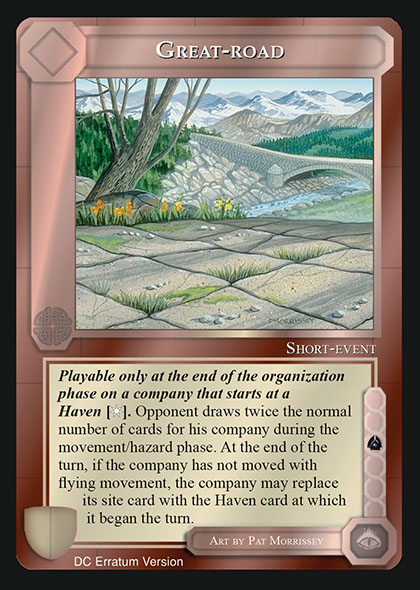 Great-road
PMORRISSEY
Short-event
Playable only at the end of the organization
phase on a company that starts at a
Haven [ ]. Opponent draws twice the normal
number of cards for his company during the
movement/hazard phase. At the end of the
turn, if the company has not moved with
flying movement, the company may replace
its site card with the Haven card at which
it began the turn.
Art by Pat Morrissey
DC Erratum Version